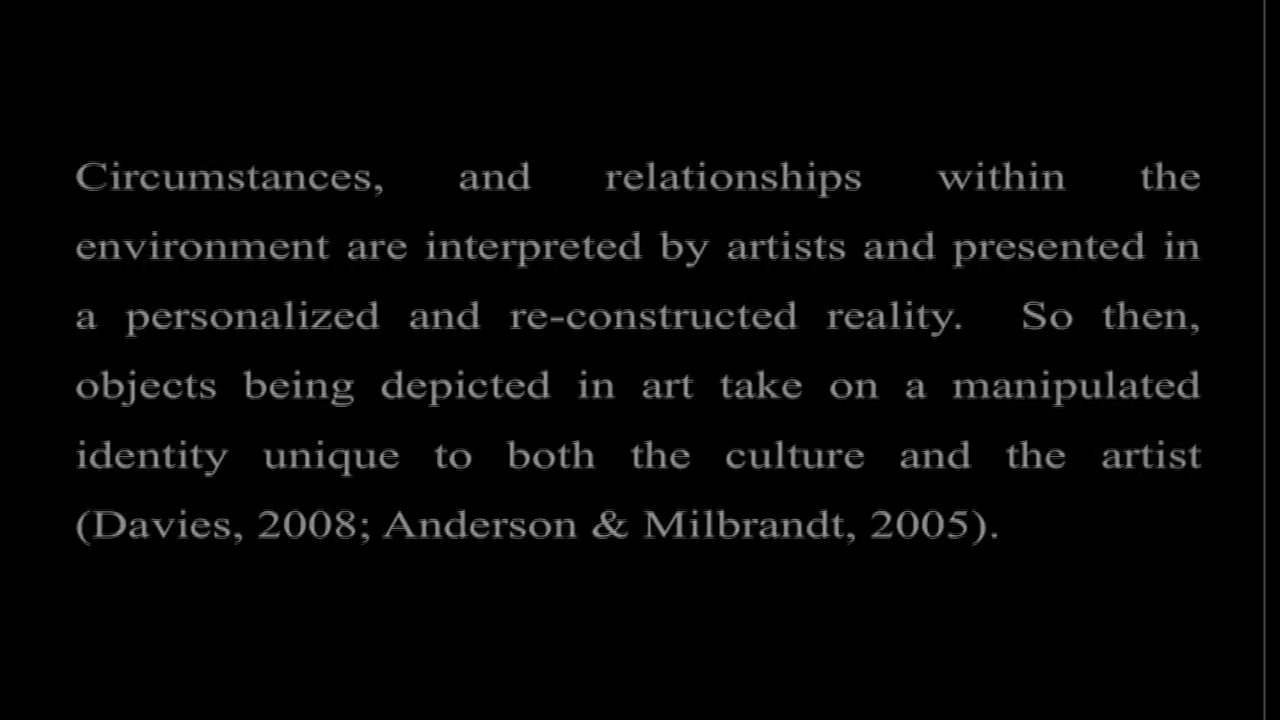 Circumstances, and relationships within the
environment are interpreted by artists and presented in
a personalized and re-constructed reality. So then,
objects being depicted in art take on a manipulated
identity unique to both the culture and the artist
(Davies, 2008; Anderson & Milbrandt, 2005).